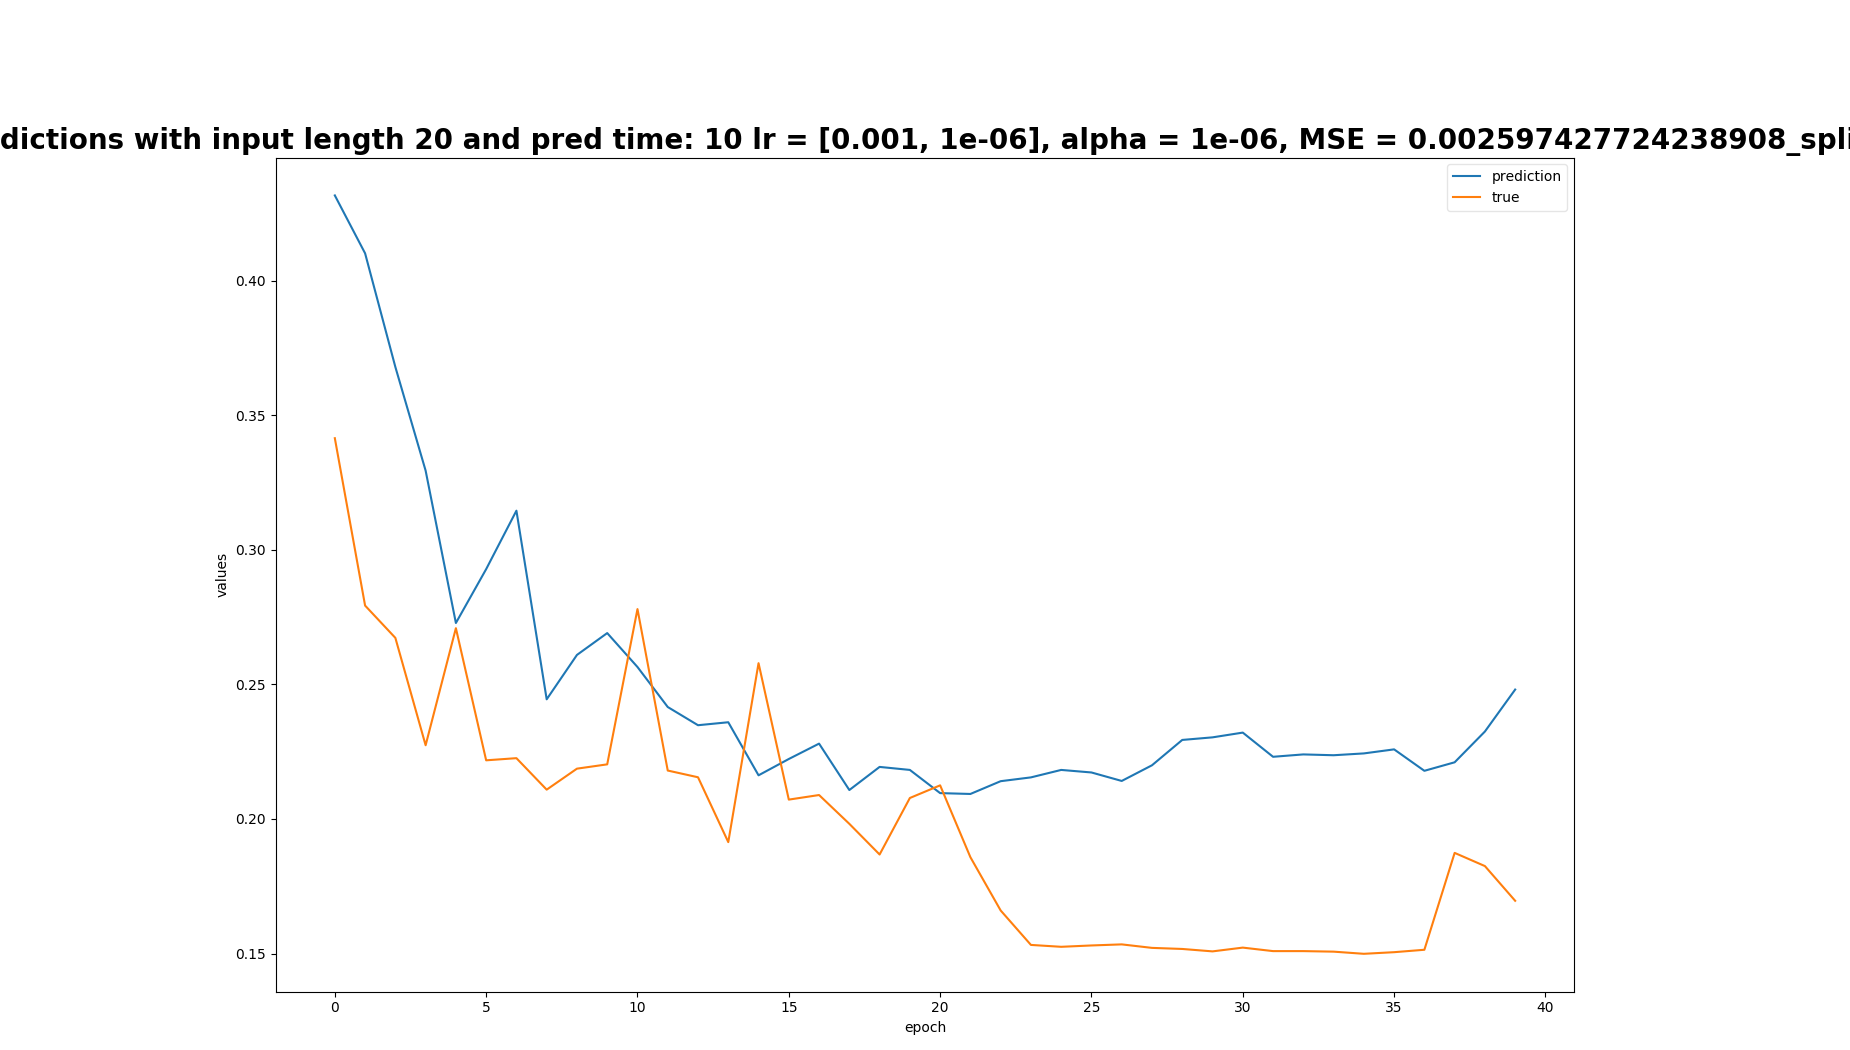 dictions with input length 20 and pred time: 10 lr = [0.001, 1e-06], alpha = 1e-06, MSE = 0.002597427724238908_spli
prediction
true
0.40
0.35
0.30
0.25
0.20
0.15
values
0 5 10 15 20 25 30 35 40
epoch